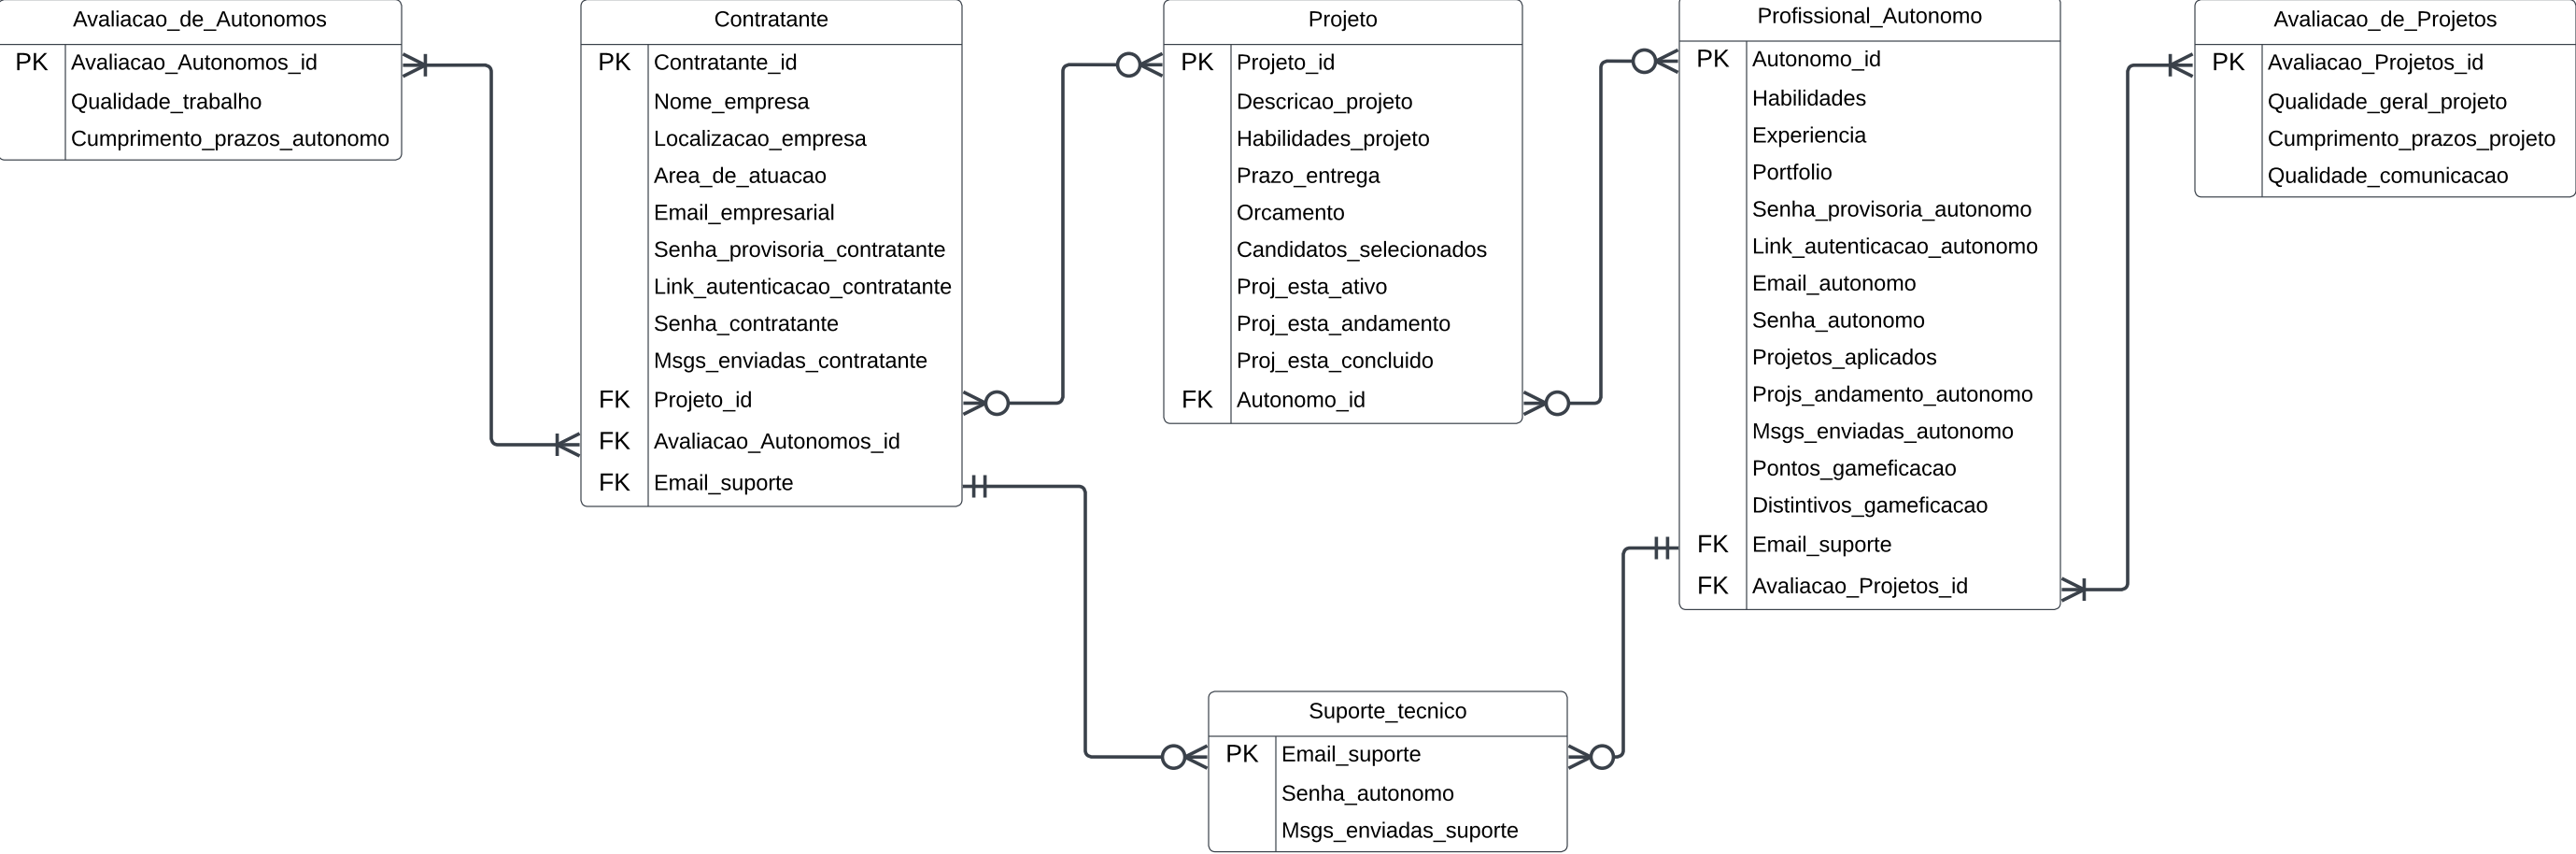 Avaliacao_de_Autonomos
PK Avaliacao_Autonomos_id
Qualidade_trabalho
Cumprimento_prazos_autonomo
Contratante
PK Contratante_id
Nome_empresa
Localizacao_empresa
Area_de_atuacao
Email_empresarial
Senha_provisoria_contratante
Link_autenticacao_contratante
Senha_contratante
Msgs_enviadas_contratante
FK Projeto_id
FK Avaliacao_Autonomos_id
FK Email_suporte
Projeto
PK Projeto_id
Descricao_projeto
Habilidades_projeto
Prazo_entrega
Orcamento
Candidatos_selecionados
Proj_esta_ativo
Proj_esta_andamento
Proj_esta_concluido
FK Autonomo_id
Profissional_Autonomo
PK Autonomo_id
Habilidades
Experiencia
Portfolio
Senha_provisoria_autonomo
Link_autenticacao_autonomo
Email_autonomo
Senha_autonomo
Projetos_aplicados
Projs_andamento_autonomo
Msgs_enviadas_autonomo
Pontos_gameficacao
Distintivos_gameficacao
FK Email_suporte
FK Avaliacao_Projetos_id
Avaliacao_de_Projetos
PK Avaliacao_Projetos_id
Qualidade_geral_projeto
Cumprimento_prazos_projeto
Qualidade_comunicacao
Suporte_tecnico
PK Email_suporte
Senha_autonomo
Msgs_enviadas_suporte